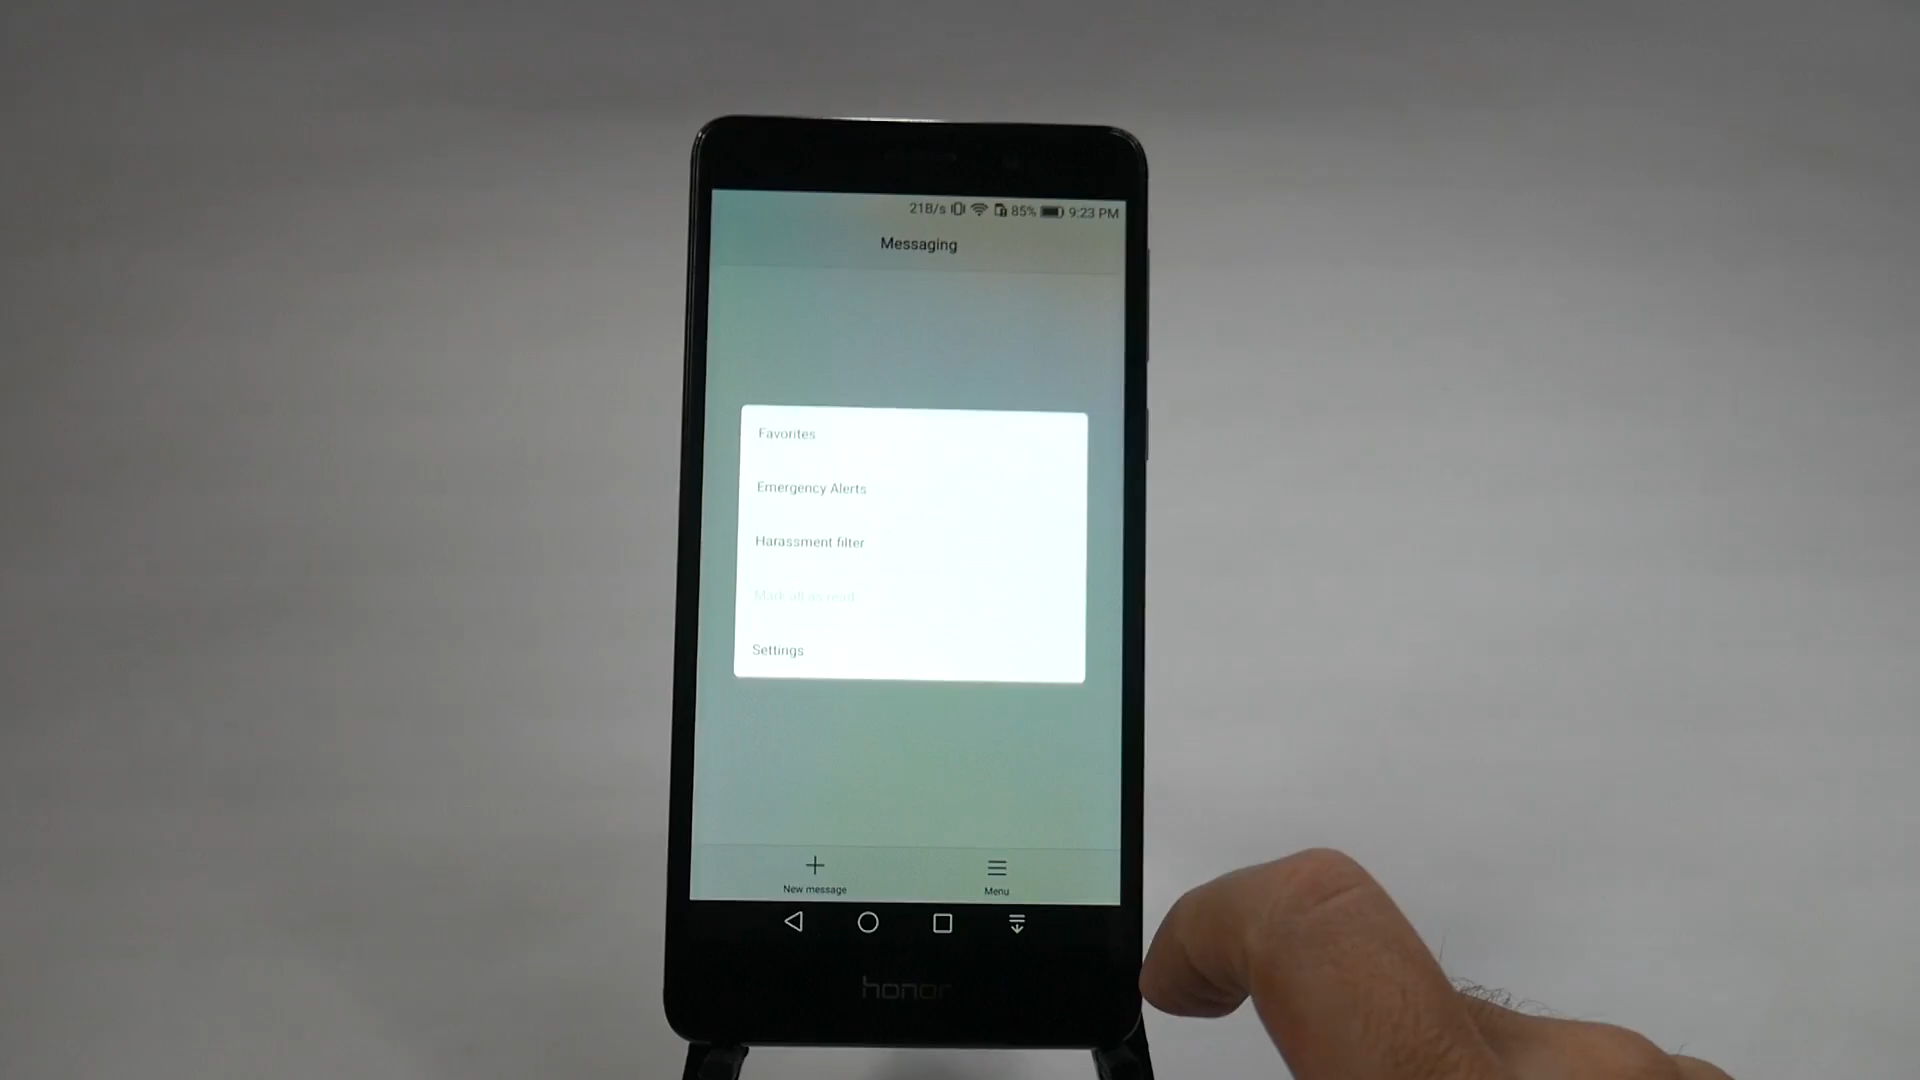 21B/s 85% 9:23 PM
Messaging
Favorites
Emergency Alerts
Harassment filter
Mark all as read
Settings
New message
Menu
honor